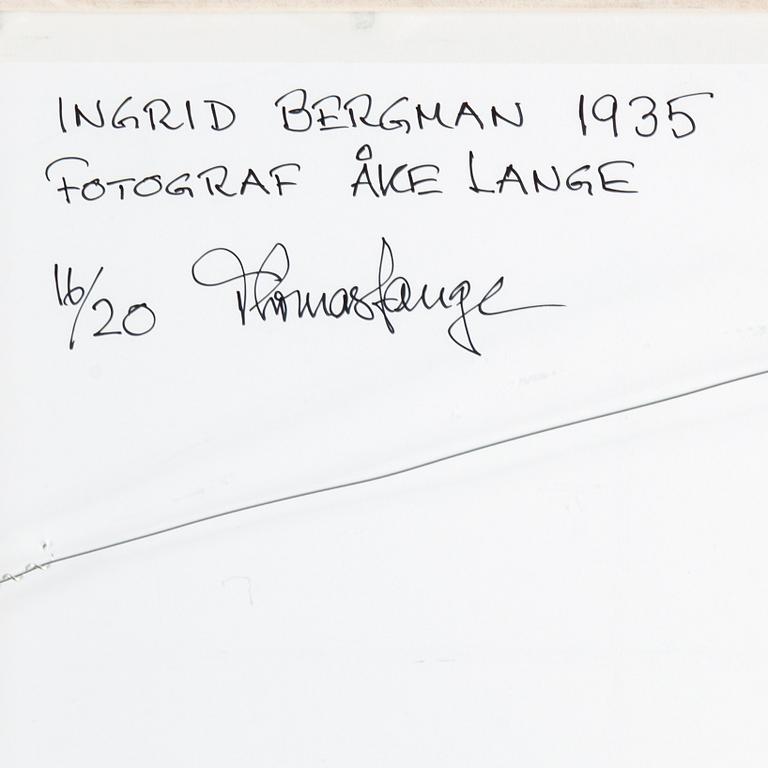 INGRID BERGMAN 1935
FOTOGRAF ÅKE LANGE
16/20 Thomas Lange